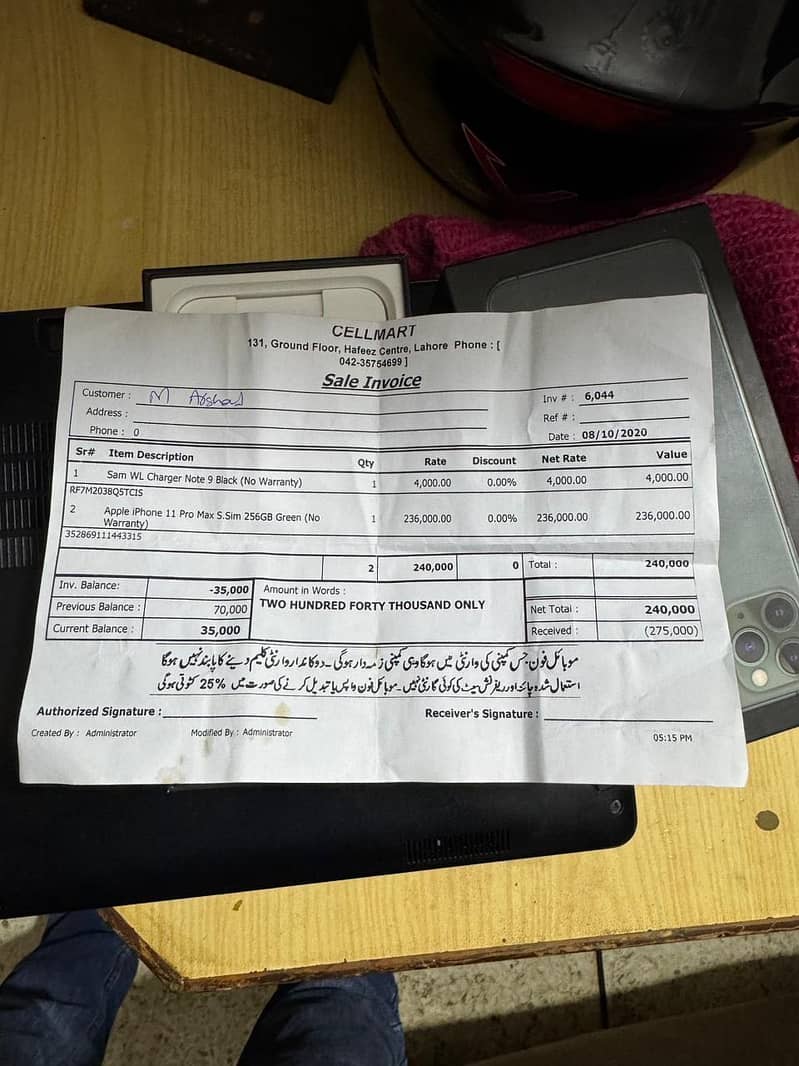 CELLMART
131, Ground Floor, Hafeez Centre, Lahore Phone : [
042-35754699 ]
Sale Invoice
Customer : M Arshad
Inv # : 6,044
Address :
Ref # :
Phone : 0
Date : 08/10/2020
Sr# Item Description Qty Rate Discount Net Rate Value
1 Sam WL Charger Note 9 Black (No Warranty) 1 4,000.00 0.00% 4,000.00 4,000.00
RF7M2038Q5TCIS
2 Apple iPhone 11 Pro Max S.Sim 256GB Green (No Warranty) 1 236,000.00 0.00% 236,000.00 236,000.00
352869111443315
2 240,000 0 Total : 240,000
Inv. Balance: -35,000
Previous Balance : 70,000
Current Balance : 35,000
Amount in Words :
TWO HUNDRED FORTY THOUSAND ONLY
Net Total : 240,000
Received : (275,000)
موبائل فون جس کمپنی کی وارنٹی میں ہوگا وہی کمپنی ذمہ دار ہوگی ۔ دوکاندار وارنٹی کلیم دینے کا پابند نہیں ہوگا
استعمال شدہ پائنڈ اور ریفرلش سیٹ کی کوئی گارنٹی نہیں ۔ موبائل فون واپس یا تبدیل کرنے کی صورت میں 25% کٹوتی ہوگی
Authorized Signature :
Receiver's Signature :
Created By : Administrator
Modified By : Administrator
05:15 PM